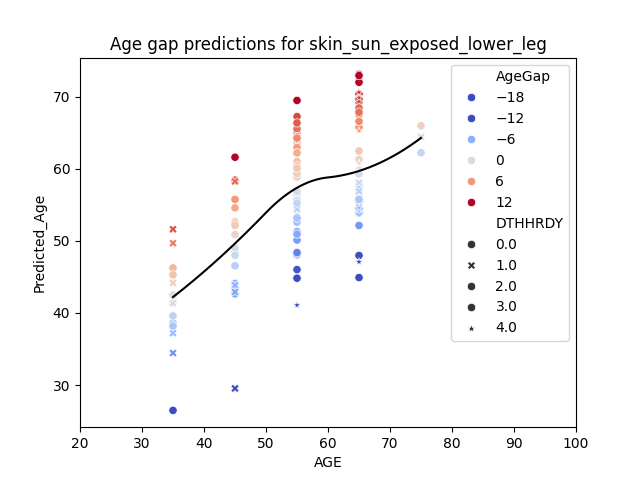 Age gap predictions for skin_sun_exposed_lower_leg
Predicted_Age
70
60
50
40
30
20 30 40 50 60 70 80 90 100
AGE
AgeGap
−18
−12
−6
0
6
12
DTHHRDY
0.0
1.0
2.0
3.0
4.0